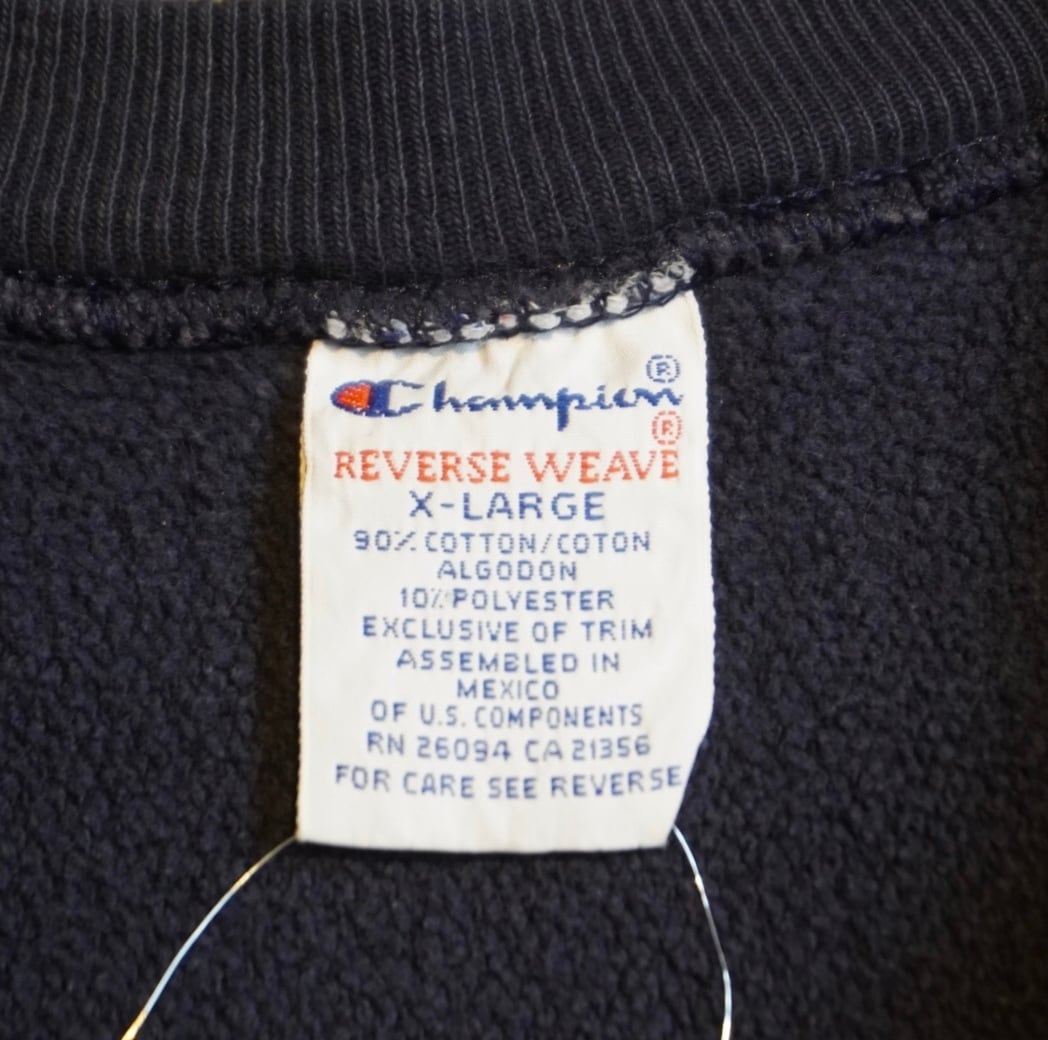 Champion®
®
REVERSE WEAVE
X-LARGE
90% COTTON/COTON
ALGODON
10% POLYESTER
EXCLUSIVE OF TRIM
ASSEMBLED IN
MEXICO
OF U.S. COMPONENTS
RN 26094 CA 21356
FOR CARE SEE REVERSE